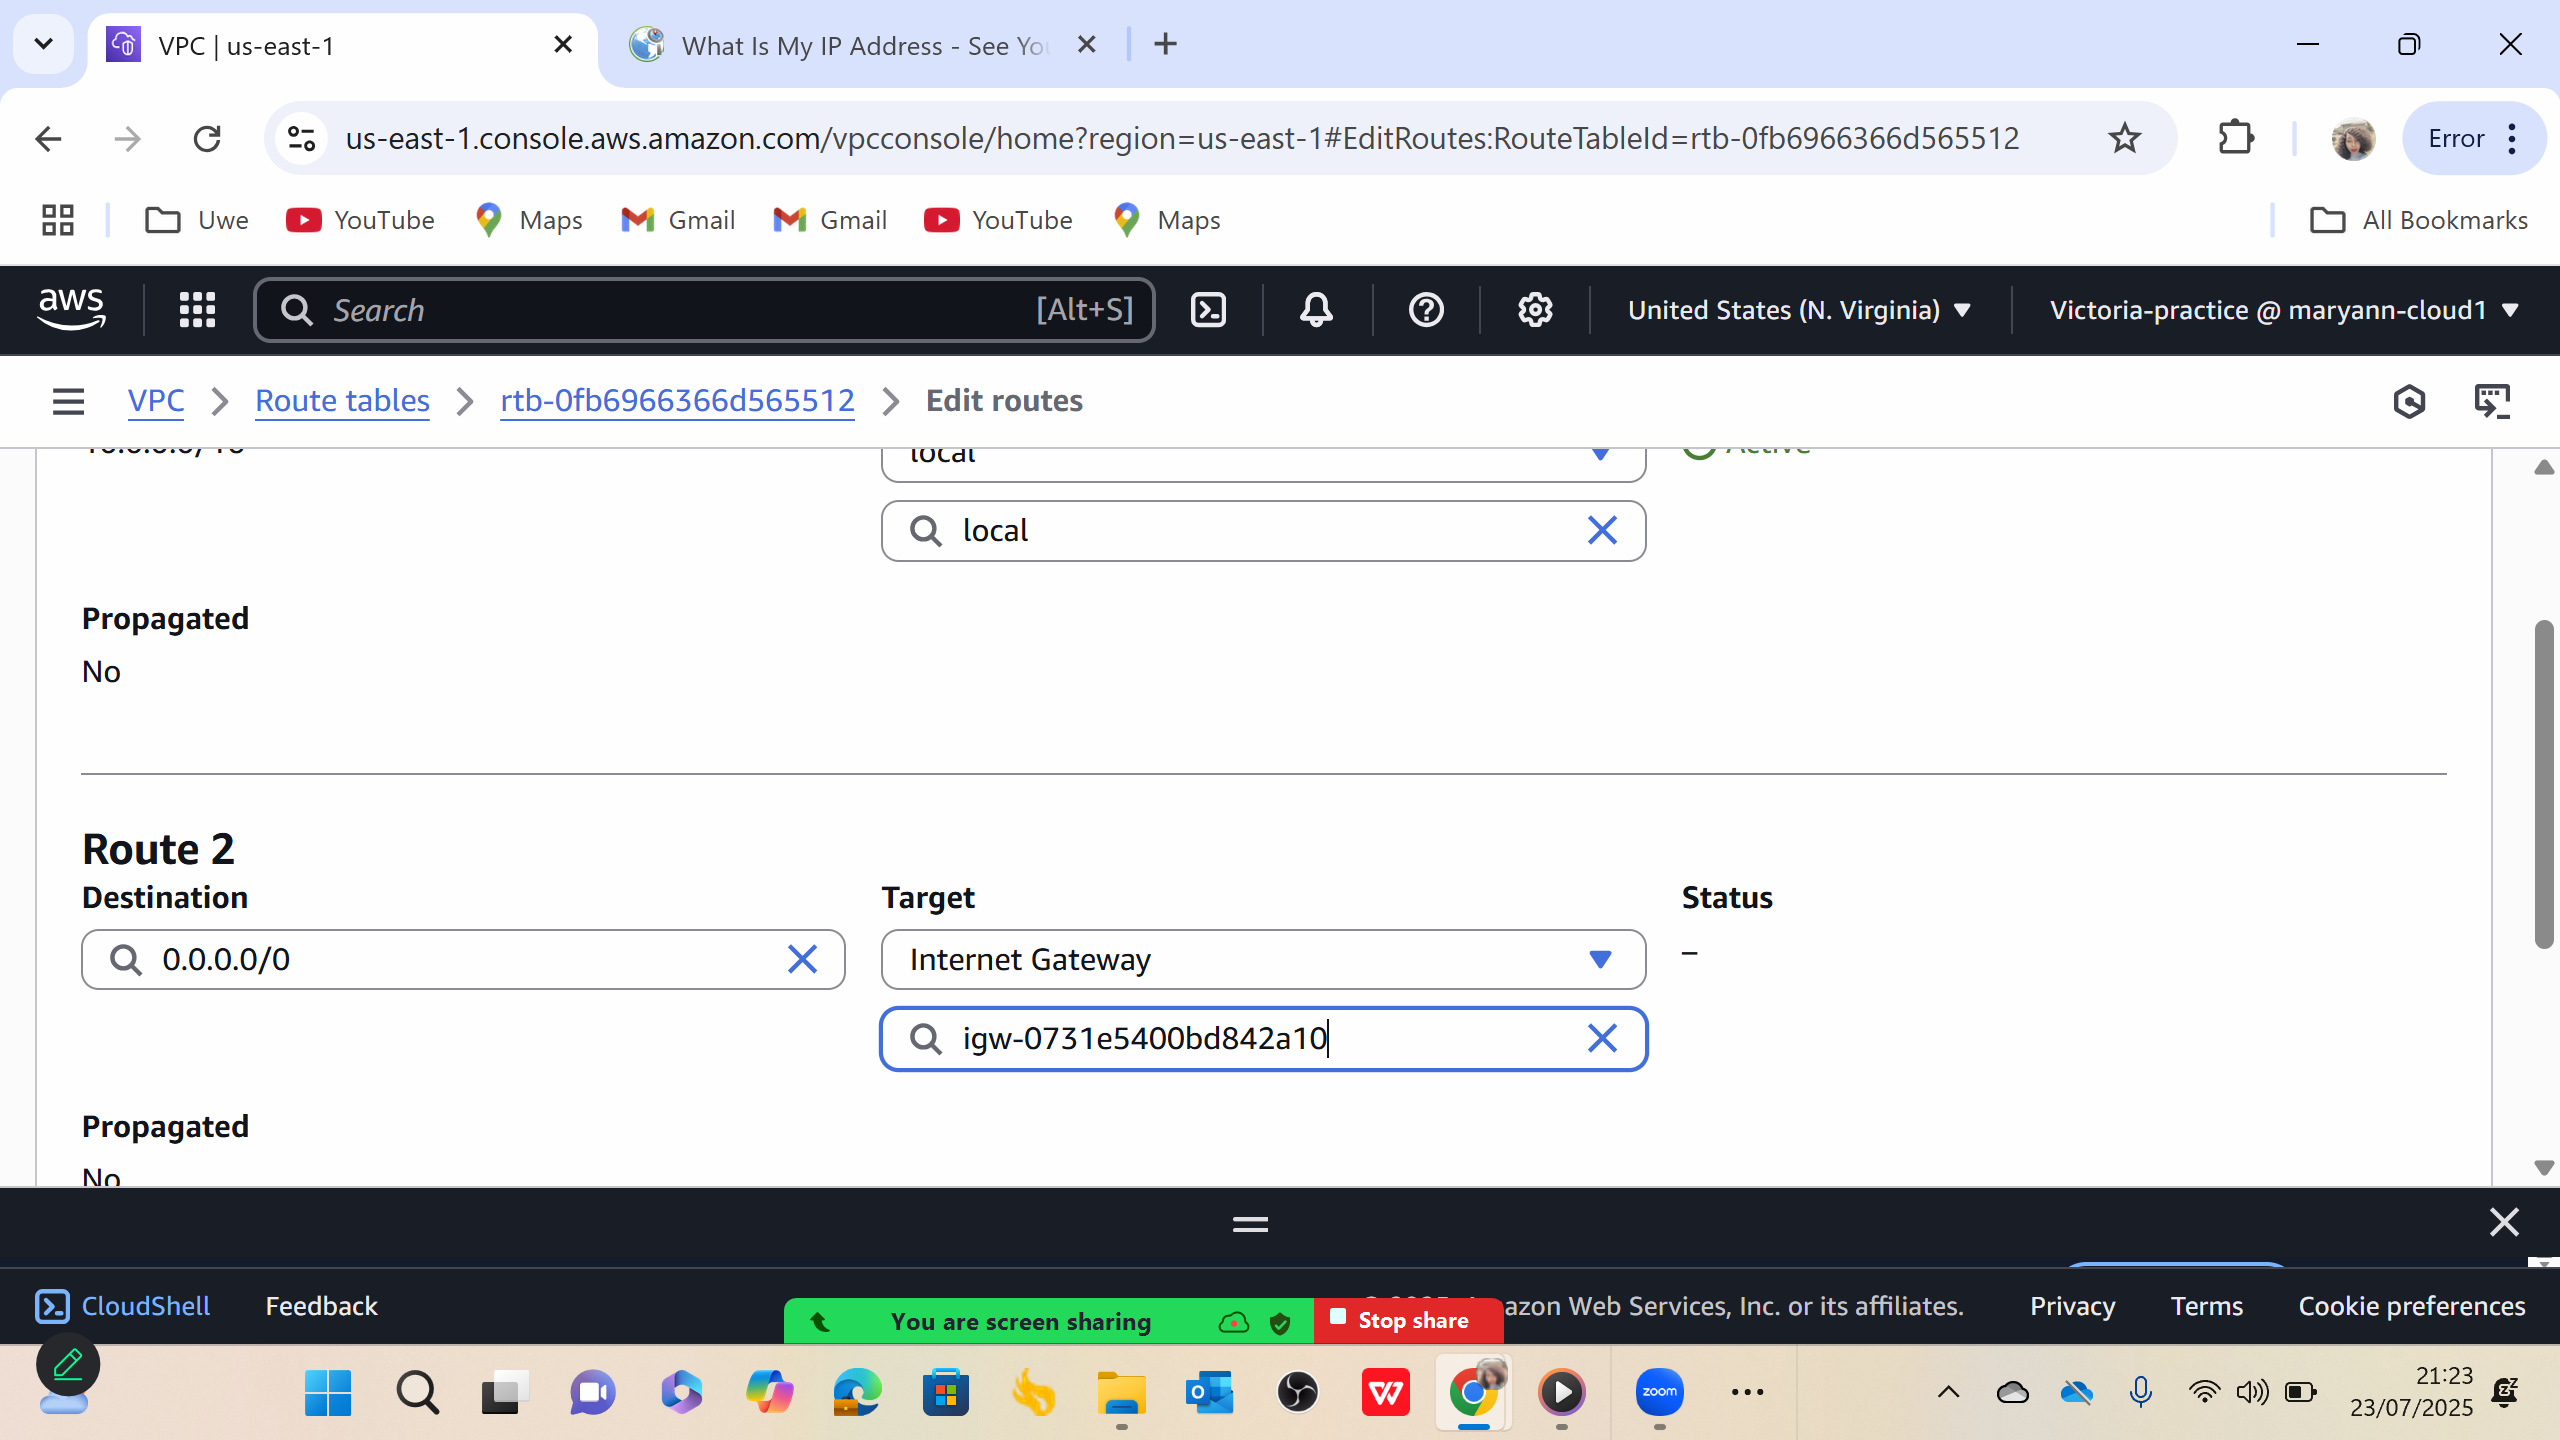 VPC | us-east-1
What Is My IP Address - See Yo
us-east-1.console.aws.amazon.com/vpcconsole/home?region=us-east-1#EditRoutes:RouteTableId=rtb-0fb6966366d565512
Error
Uwe
YouTube
Maps
Gmail
Gmail
YouTube
Maps
All Bookmarks
aws
Search
[Alt+S]
United States (N. Virginia)
Victoria-practice @ maryann-cloud1
VPC
Route tables
rtb-0fb6966366d565512
Edit routes
local
Active
local
Propagated
No
Route 2
Destination
Target
Status
0.0.0.0/0
Internet Gateway
–
igw-0731e5400bd842a10
Propagated
No
CloudShell
Feedback
azon Web Services, Inc. or its affiliates.
Privacy
Terms
Cookie preferences
You are screen sharing
Stop share
zoom
21:23
23/07/2025